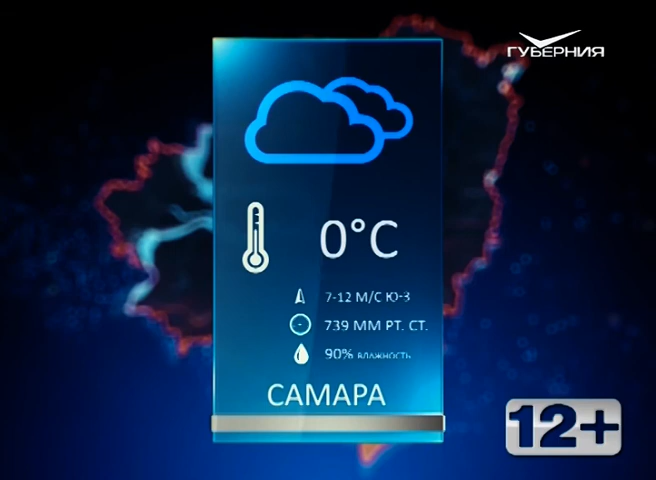 ГУБЕРНИЯ
0°C
7-12 М/С Ю-З
739 ММ РТ. СТ.
90% ВЛАЖНОСТЬ
САМАРА
12+